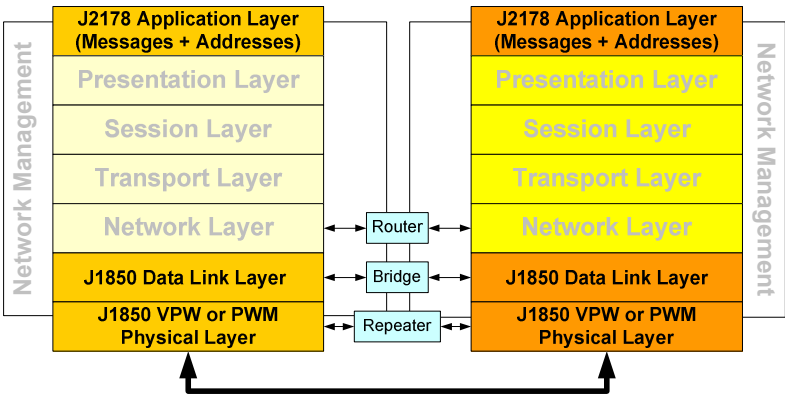 J2178 Application Layer
(Messages + Addresses)
Presentation Layer
Session Layer
Transport Layer
Network Layer
J1850 Data Link Layer
J1850 VPW or PWM
Physical Layer
Network Management
Router
Bridge
Repeater
J2178 Application Layer
(Messages + Addresses)
Presentation Layer
Session Layer
Transport Layer
Network Layer
J1850 Data Link Layer
J1850 VPW or PWM
Physical Layer
Network Management